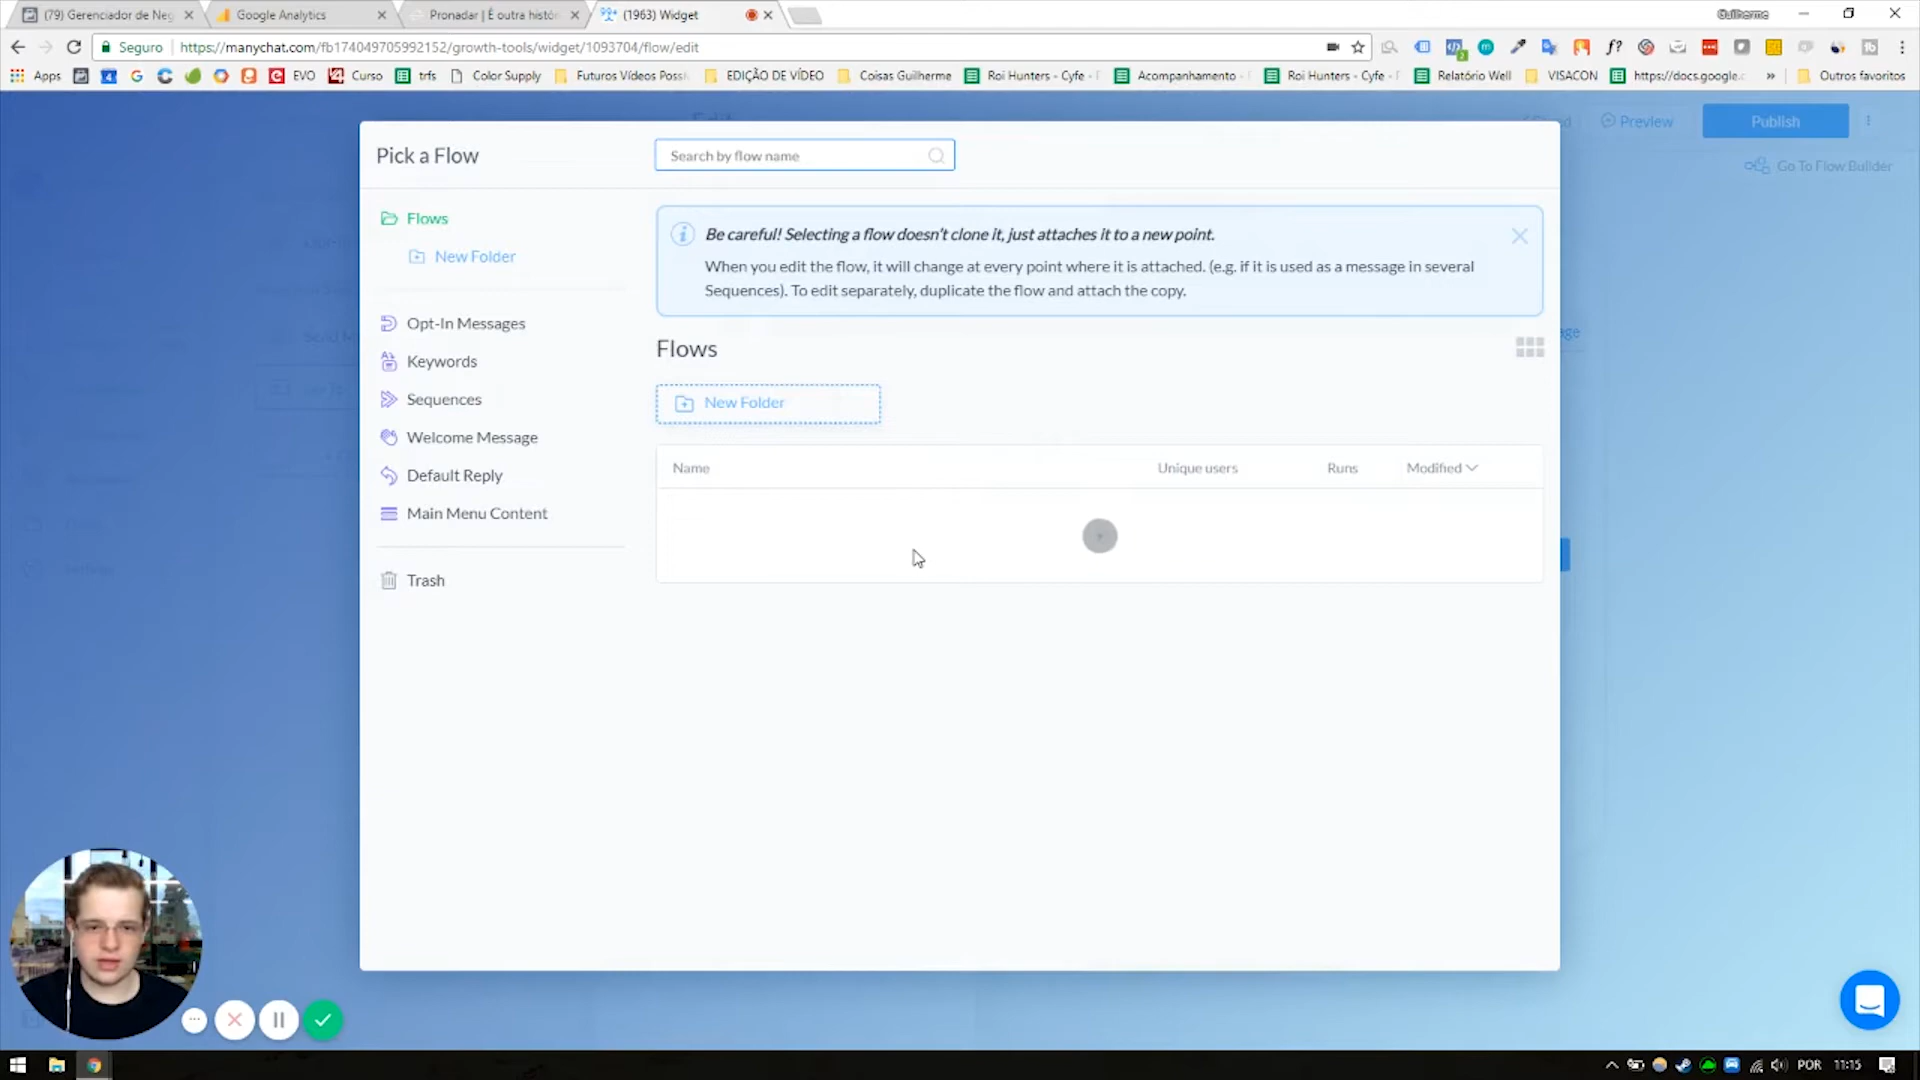 (79) Gerenciador de Neg
Google Analytics
Pronadar | É outra histór
(1963) Widget
Guilherme
Seguro
https://manychat.com/fb174049705992152/growth-tools/widget/1093704/flow/edit
Apps
EVO
Curso
trfs
Color Supply
Futuros Vídeos Possí
EDIÇÃO DE VÍDEO
Coisas Guilherme
Roi Hunters - Cyfe - 
Acompanhamento - 
Roi Hunters - Cyfe - 
Relatório Well
VISACON
https://docs.google.c
Outros favoritos
Edit
Preview
Publish
Go To Flow Builder
Pick a Flow
Search by flow name
Flows
New Folder
Opt-In Messages
Keywords
Sequences
Welcome Message
Default Reply
Main Menu Content
Trash
Be careful! Selecting a flow doesn't clone it, just attaches it to a new point.
When you edit the flow, it will change at every point where it is attached. (e.g. if it is used as a message in several
Sequences). To edit separately, duplicate the flow and attach the copy.
Flows
New Folder
Name
Unique users
Runs
Modified
POR
11:15